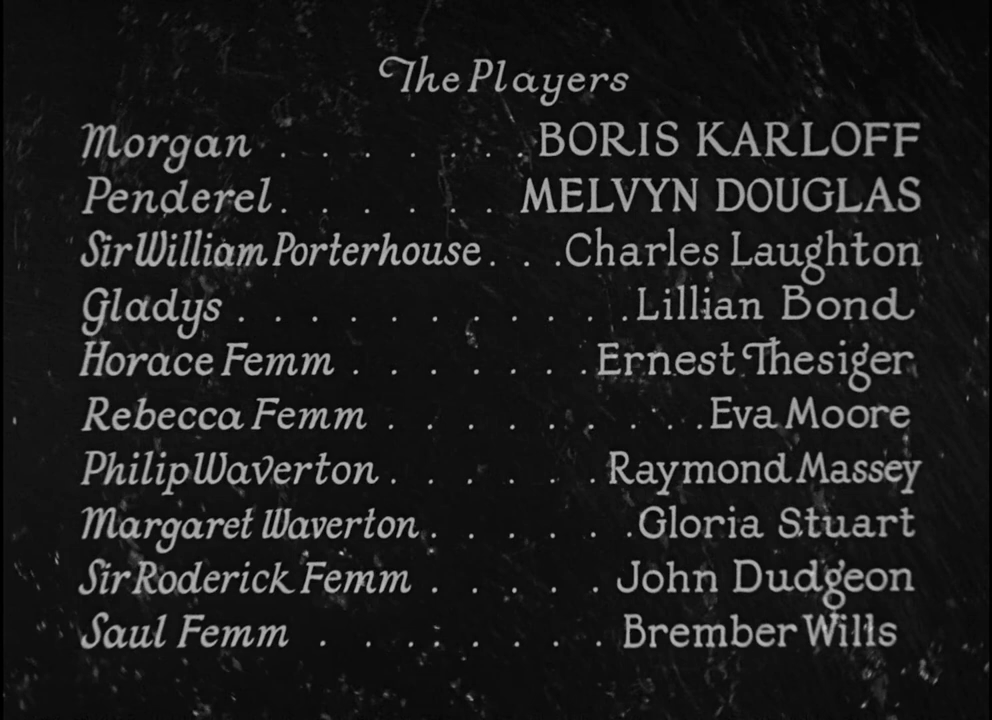 The Players
Morgan . . . . . . . BORIS KARLOFF
Penderel . . . . . . MELVYN DOUGLAS
Sir William Porterhouse . . . Charles Laughton
Gladys . . . . . . . . . . . Lillian Bond
Horace Femm . . . . . . . Ernest Thesiger
Rebecca Femm . . . . . . . . . Eva Moore
Philip Waverton . . . . . . Raymond Massey
Margaret Waverton . . . . . . Gloria Stuart
Sir Roderick Femm . . . . . John Dudgeon
Saul Femm . . . . . . . . Brember Wills